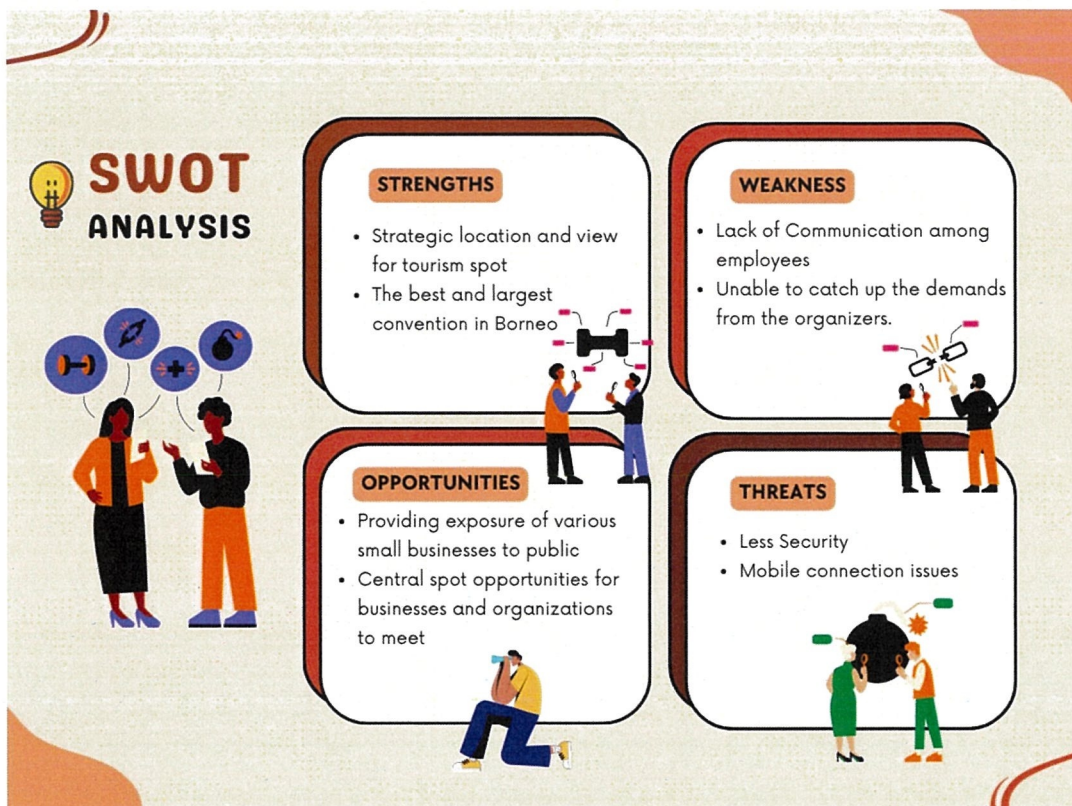 SWOT
ANALYSIS
STRENGTHS
• Strategic location and view
for tourism spot
• The best and largest
convention in Borneo
WEAKNESS
• Lack of Communication among
employees
• Unable to catch up the demands
from the organizers.
OPPORTUNITIES
• Providing exposure of various
small businesses to public
• Central spot opportunities for
businesses and organizations
to meet
THREATS
• Less Security
• Mobile connection issues